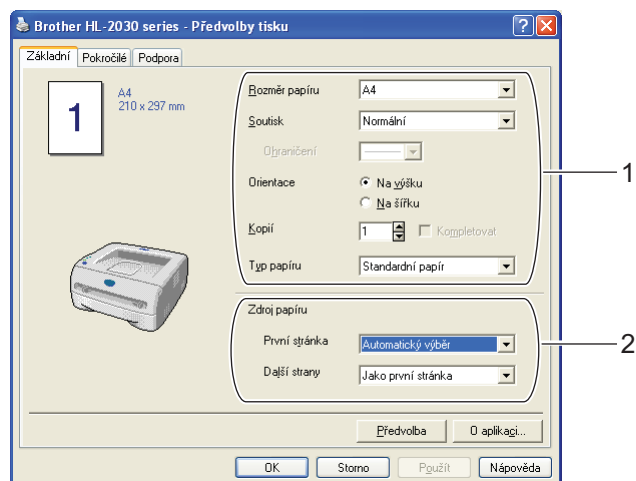 Brother HL-2030 series - Předvolby tisku
Základní Pokročilé Podpora
1
A4
210 x 297 mm
Rozměr papíru A4
Soutisk Normální
Ohraničení
Orientace Na výšku
Na šířku
Kopií 1 Kompletovat
Typ papíru Standardní papír
1
Zdroj papíru
První stránka Automatický výběr
Další strany Jako první stránka
2
Předvolba O aplikaci...
OK Storno Použít Nápověda